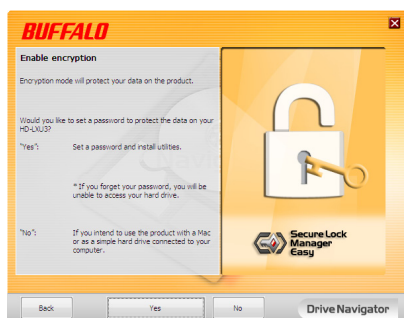 BUFFALO
Enable encryption
Encryption mode will protect your data on the product.
Would you like to set a password to protect the data on your
HD-LXU3?
"Yes": Set a password and install utilities.
* If you forget your password, you will be
unable to access your hard drive.
"No": If you intend to use the product with a Mac
or as a simple hard drive connected to your
computer.
Secure Lock
Manager
Easy
Back Yes No DriveNavigator